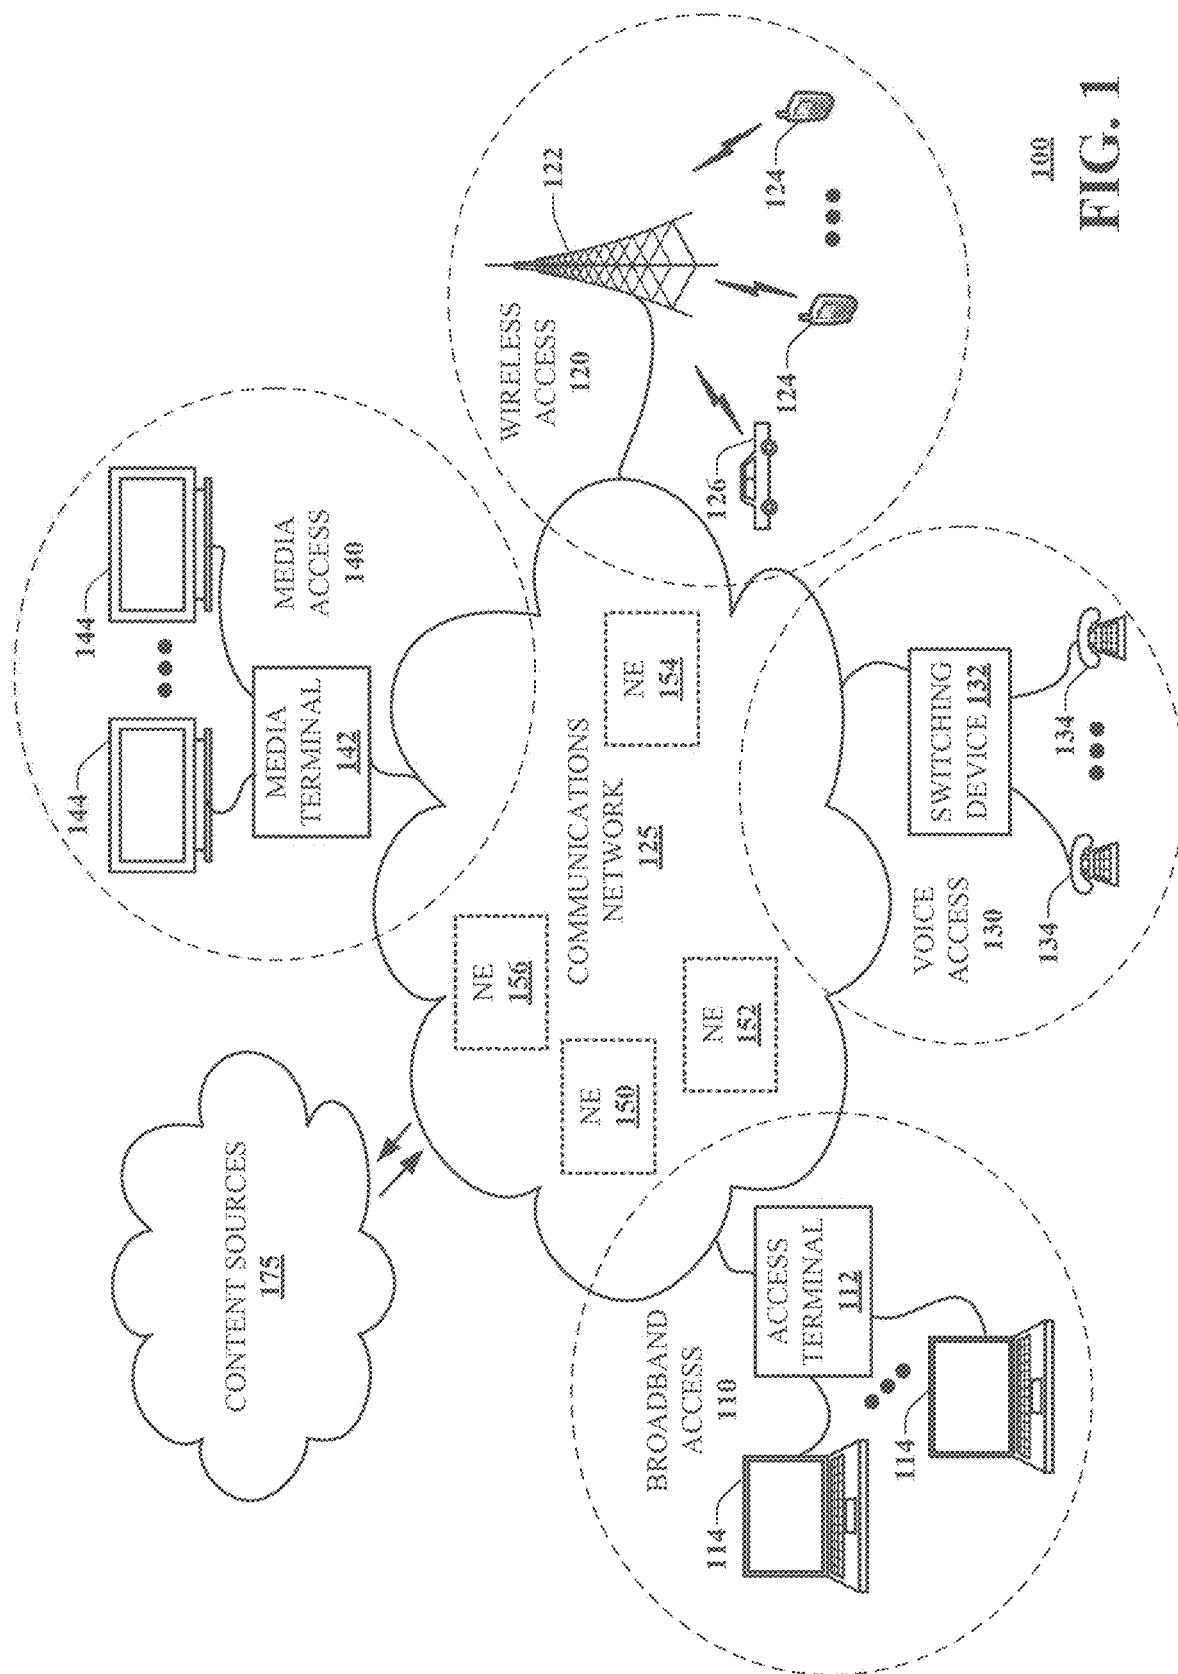 CONTENT SOURCES
175
144
144
MEDIA
TERMINAL
142
MEDIA
ACCESS
140
WIRELESS
ACCESS
120
122
124
124
126
NE
156
NE
150
NE
152
NE
154
COMMUNICATIONS
NETWORK
125
BROADBAND
ACCESS
110
ACCESS
TERMINAL
112
114
114
VOICE
ACCESS
130
SWITCHING
DEVICE 132
134
134
100
FIG. 1